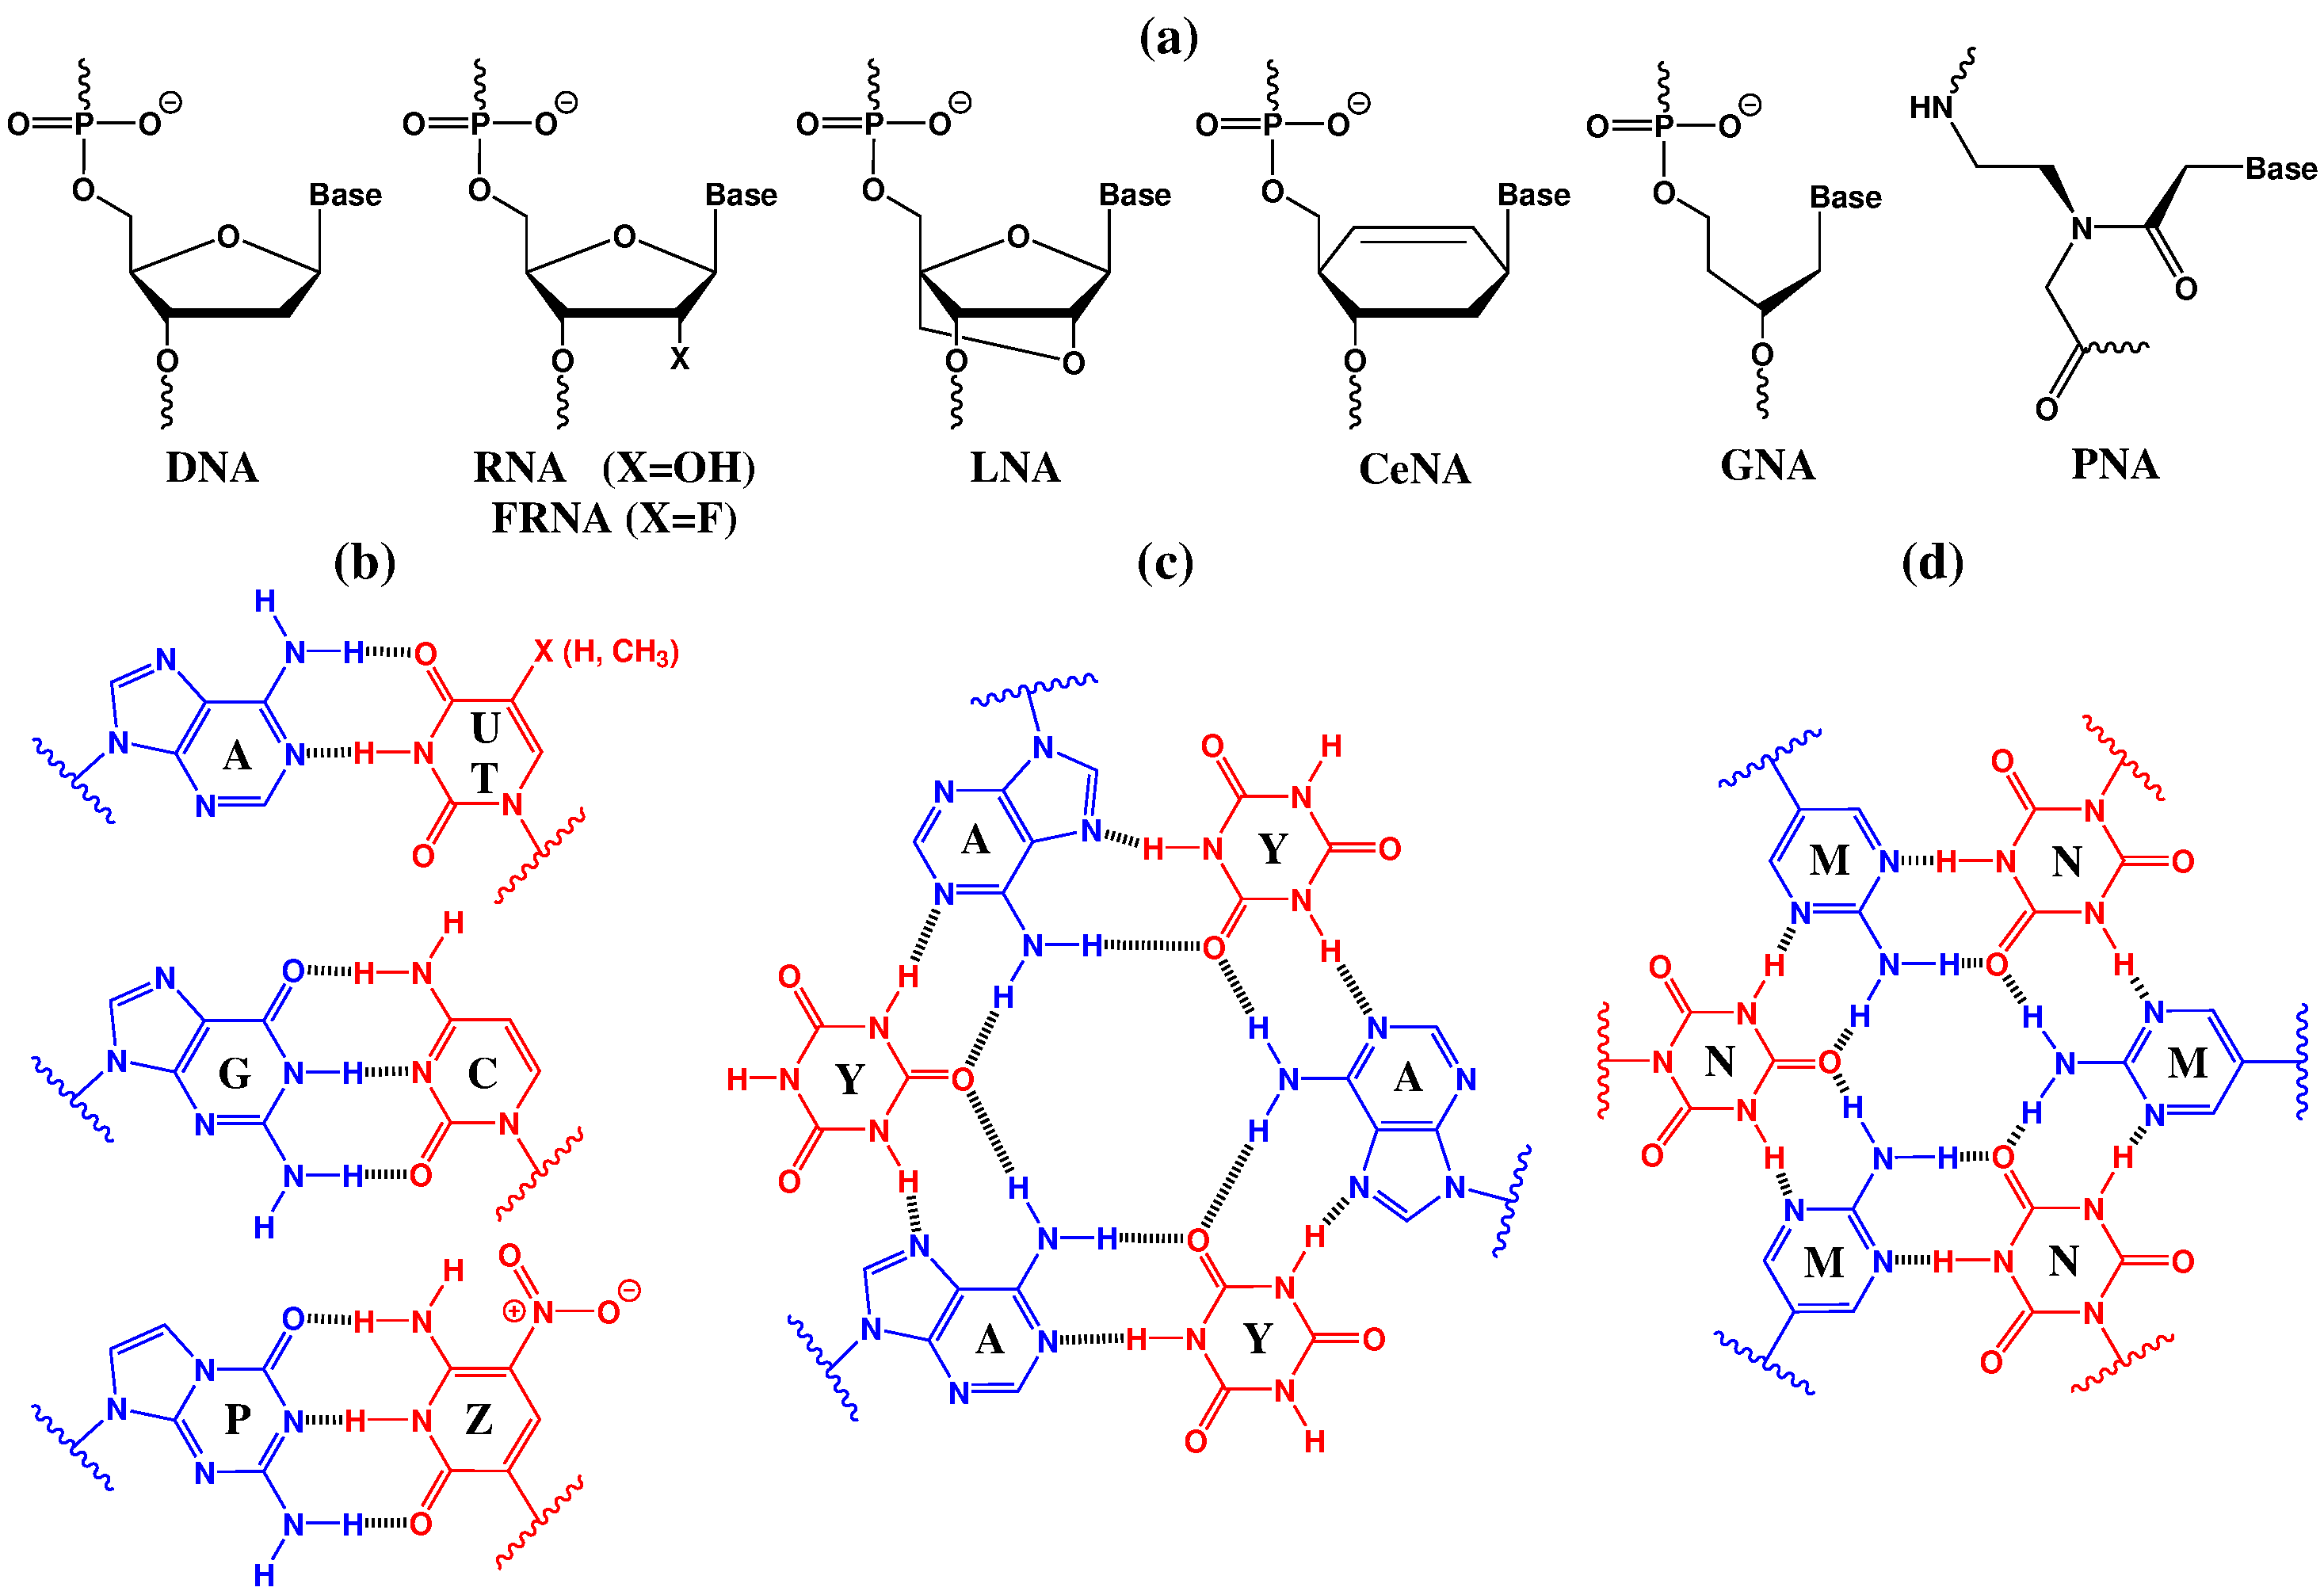 (a)
O P O ⊖ O O Base O
DNA
O P O ⊖ O O Base X O
RNA (X=OH)
FRNA (X=F)
O P O ⊖ O O Base O O
LNA
O P O ⊖ O Base O
CeNA
O P O ⊖ O Base O
GNA
HN Base N O O
PNA
(b)
H
N N H O X (H, CH₃)
U
N A N H N
T
N N
O
H
N O H N
N G N H N C
N N
N H O
H
O
H ⊕ N O ⊖
O H N
N
N P N H N Z
N
N H O
H
(c)
O H
N
N N
A N H N Y O
N N
N H O H
O H H
N H N
Y A
H N O N N
N H
O H H N N
N N H O H
N
N A N H N Y O
N N
O H
(d)
O
N
M N H N N O
N N
O H N H O H
H H N
N
N N O N M
N H H N
O H N H O H
N N
M N H N N O
N
O